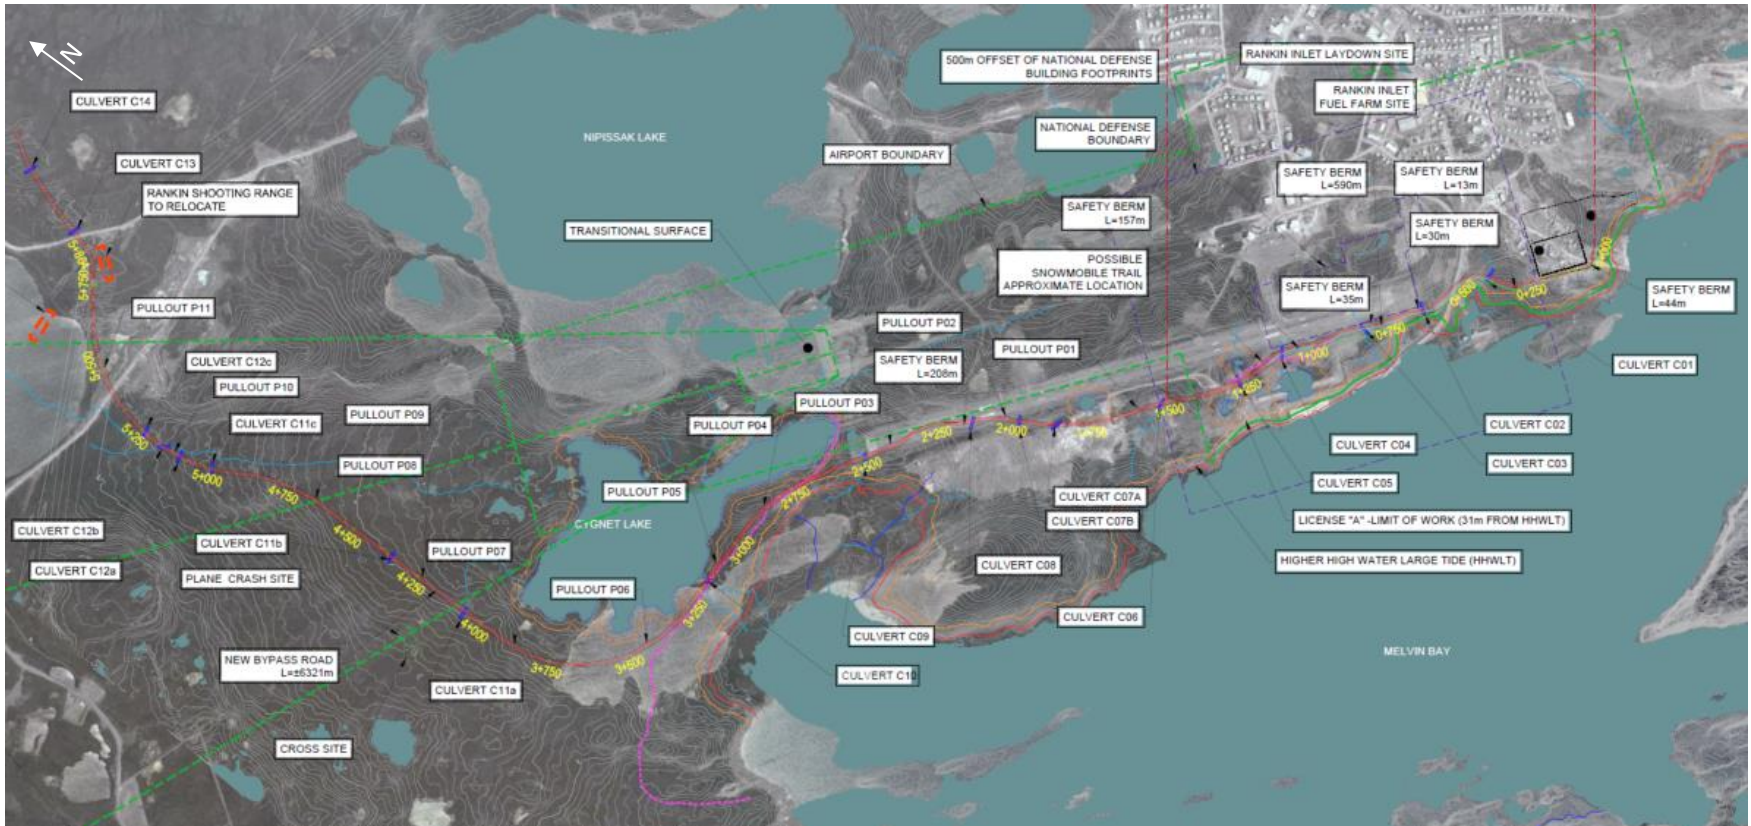 N
CULVERT C14
CULVERT C13
RANKIN SHOOTING RANGE
TO RELOCATE
NIPISSAK LAKE
TRANSITIONAL SURFACE
500m OFFSET OF NATIONAL DEFENSE
BUILDING FOOTPRINTS
AIRPORT BOUNDARY
NATIONAL DEFENSE
BOUNDARY
RANKIN INLET LAYDOWN SITE
RANKIN INLET
FUEL FARM SITE
SAFETY BERM
L=157m
SAFETY BERM
L=590m
SAFETY BERM
L=13m
SAFETY BERM
L=30m
POSSIBLE
SNOWMOBILE TRAIL
APPROXIMATE LOCATION
SAFETY BERM
L=35m
SAFETY BERM
L=44m
PULLOUT P11
CULVERT C12c
PULLOUT P10
CULVERT C11c
PULLOUT P09
PULLOUT P08
PULLOUT P02
PULLOUT P01
SAFETY BERM
L=208m
PULLOUT P03
PULLOUT P04
PULLOUT P05
CYGNET LAKE
CULVERT C01
CULVERT C02
CULVERT C04
CULVERT C03
CULVERT C05
CULVERT C07A
CULVERT C07B
LICENSE "A" -LIMIT OF WORK (31m FROM HHWLT)
HIGHER HIGH WATER LARGE TIDE (HHWLT)
CULVERT C12b
CULVERT C12a
CULVERT C11b
PLANE CRASH SITE
PULLOUT P07
PULLOUT P06
CULVERT C08
CULVERT C06
CULVERT C09
CULVERT C10
MELVIN BAY
NEW BYPASS ROAD
L=±6321m
CULVERT C11a
CROSS SITE
5+750
5+500
5+250
5+000
4+750
4+500
4+250
4+000
3+750
3+500
3+250
3+000
2+750
2+500
2+250
2+000
1+500
1+250
1+000
0+750
0+500
0+250